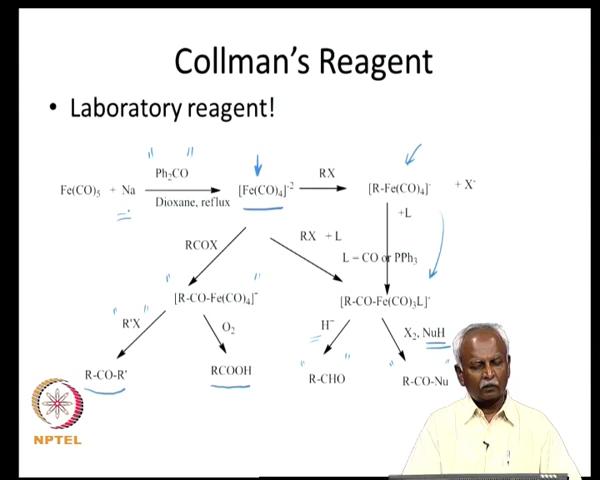 Collman's Reagent
• Laboratory reagent!
Ph₂CO
Fe(CO)₅ + Na
Dioxane, reflux
[Fe(CO)₄]⁻²
RX
[R-Fe(CO)₄]⁻
+ X⁻
+L
RCOX
RX + L
L = CO or PPh₃
[R-CO-Fe(CO)₄]⁻
[R-CO-Fe(CO)₃L]⁻
R'X
O₂
H⁻
X₂, NuH
R-CO-R'
RCOOH
R-CHO
R-CO-Nu
NPTEL